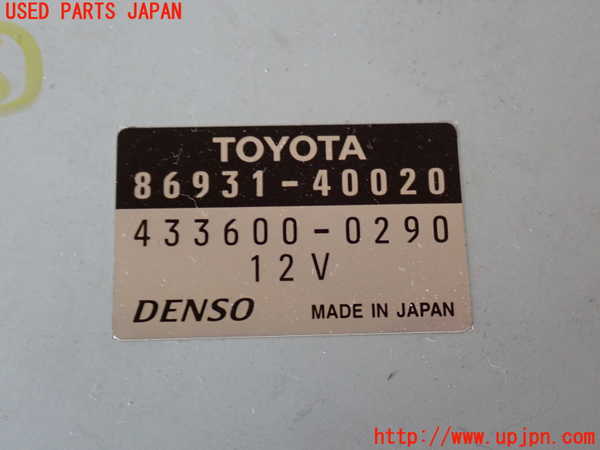 USED PARTS JAPAN
TOYOTA
86931-40020
433600-0290
12V
DENSO MADE IN JAPAN
http://www.upjpn.com/